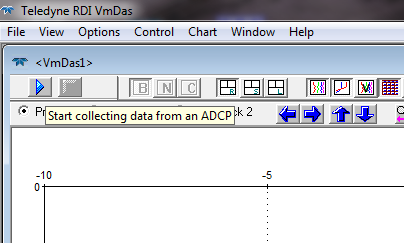 Teledyne RDI VmDas
File View Options Control Chart Window Help
<VmDas1>
B N C R S L
Start collecting data from an ADCP
2
-10 -5
0